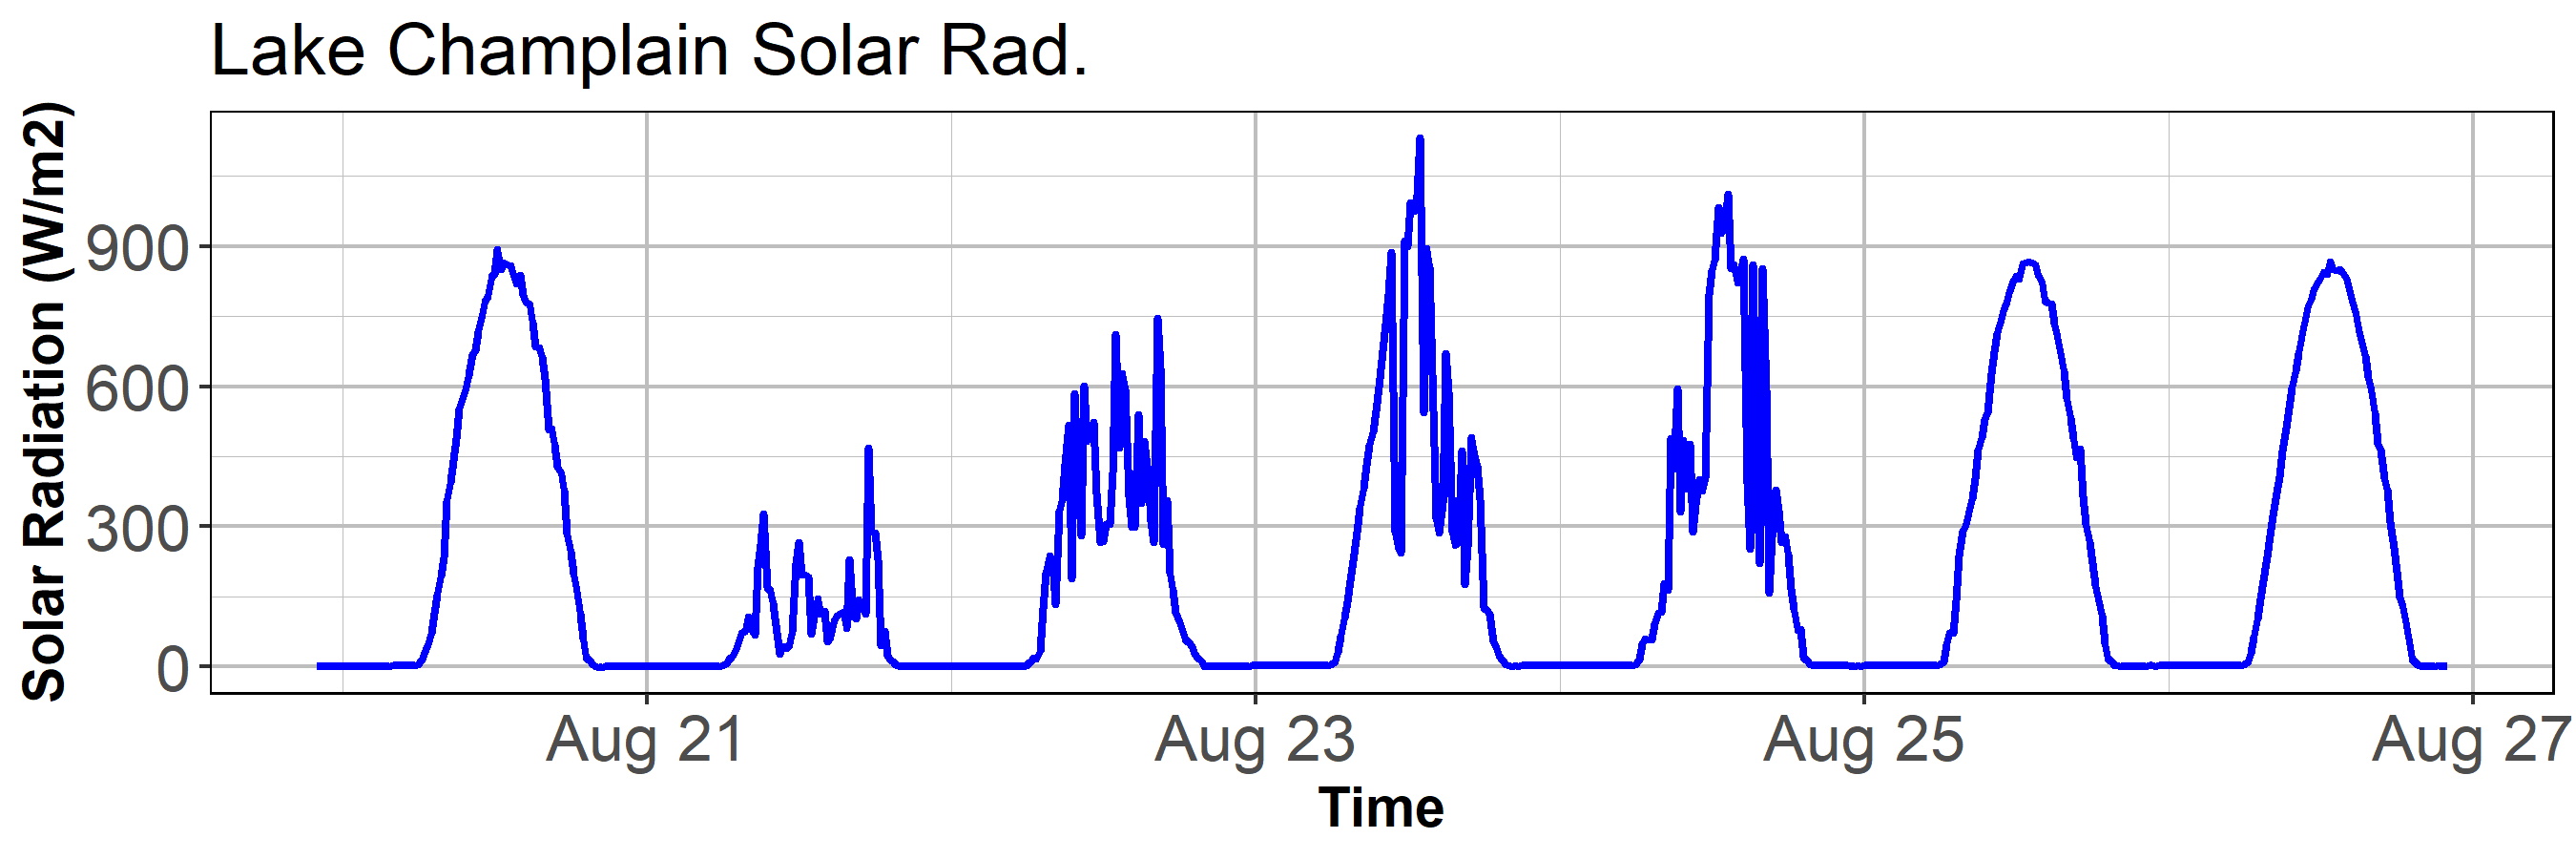 Lake Champlain Solar Rad.
Solar Radiation (W/m2)
900
600
300
0
Aug 21 Aug 23 Aug 25 Aug 27
Time